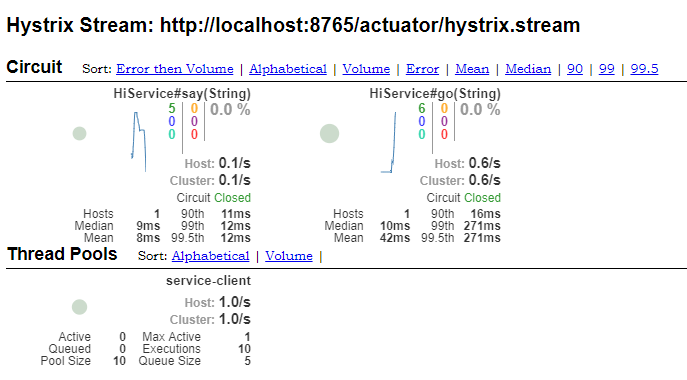 Hystrix Stream: http://localhost:8765/actuator/hystrix.stream
Circuit Sort: Error then Volume | Alphabetical | Volume | Error | Mean | Median | 90 | 99 | 99.5
HiService#say(String) HiService#go(String)
5 0 0.0 % 6 0 0.0 %
0 0 0 0
0 0 0 0
Host: 0.1/s Host: 0.6/s
Cluster: 0.1/s Cluster: 0.6/s
Circuit Closed Circuit Closed
Hosts 1 90th 11ms Hosts 1 90th 16ms
Median 9ms 99th 12ms Median 10ms 99th 271ms
Mean 8ms 99.5th 12ms Mean 42ms 99.5th 271ms
Thread Pools Sort: Alphabetical | Volume |
service-client
Host: 1.0/s
Cluster: 1.0/s
Active 0 Max Active 1
Queued 0 Executions 10
Pool Size 10 Queue Size 5